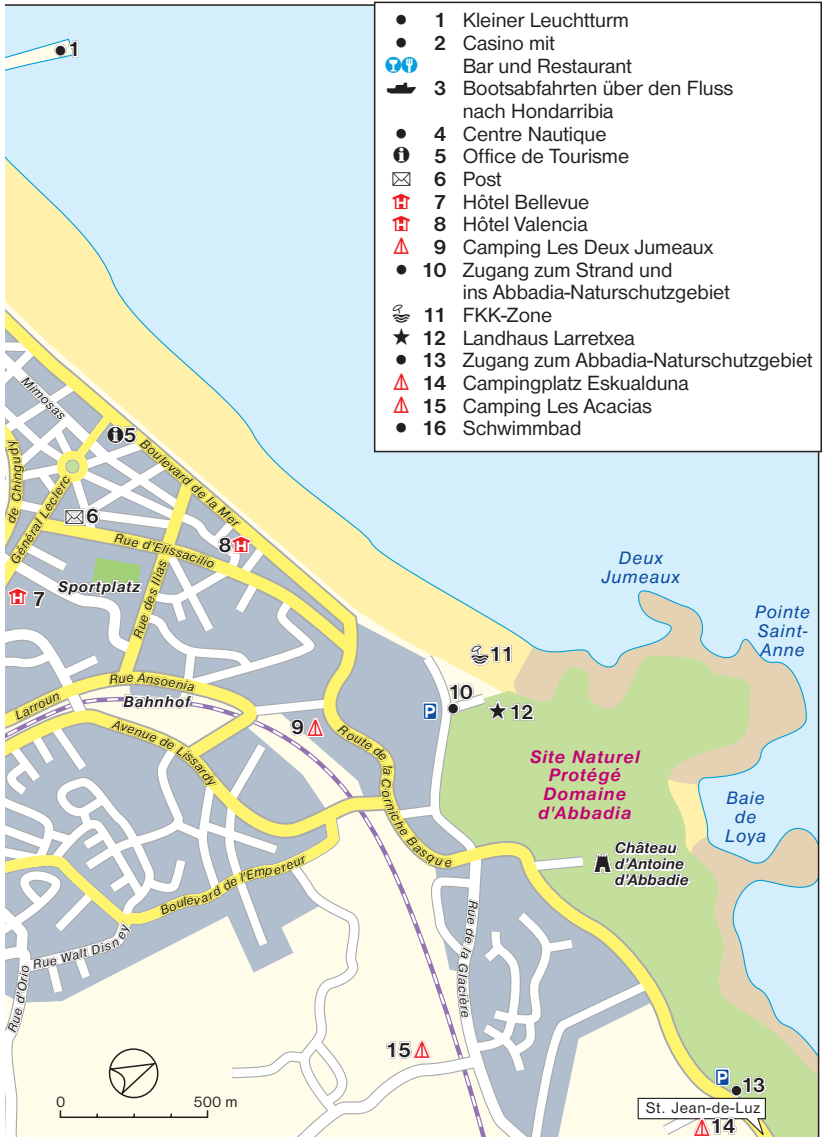 1 Kleiner Leuchtturm
2 Casino mit
Bar und Restaurant
3 Bootsabfahrten über den Fluss
nach Hondarribia
4 Centre Nautique
5 Office de Tourisme
6 Post
7 Hôtel Bellevue
8 Hôtel Valencia
9 Camping Les Deux Jumeaux
10 Zugang zum Strand und
ins Abbadia-Naturschutzgebiet
11 FKK-Zone
12 Landhaus Larretxea
13 Zugang zum Abbadia-Naturschutzgebiet
14 Campingplatz Eskualduna
15 Camping Les Acacias
16 Schwimmbad
1
Mimosas
5
Boulevard de la Mer
de Chingudy
Général Leclerc
6
Rue d'Elissacilio
8
Sportplatz
7
Rue des Ilias
Deux
Jumeaux
Pointe
Saint-
Anne
11
10
P
12
Rue Ansoenia
Larroun
Bahnhof
9
Avenue de Lissardy
Route de la Corniche Basque
Site Naturel
Protégé
Domaine
d'Abbadia
Baie
de
Loya
Château
d'Antoine
d'Abbadie
Boulevard de l'Empereur
Rue Walt Disney
Rue d'Orio
Rue de la Glacière
15
P
13
St. Jean-de-Luz
14
0 500 m